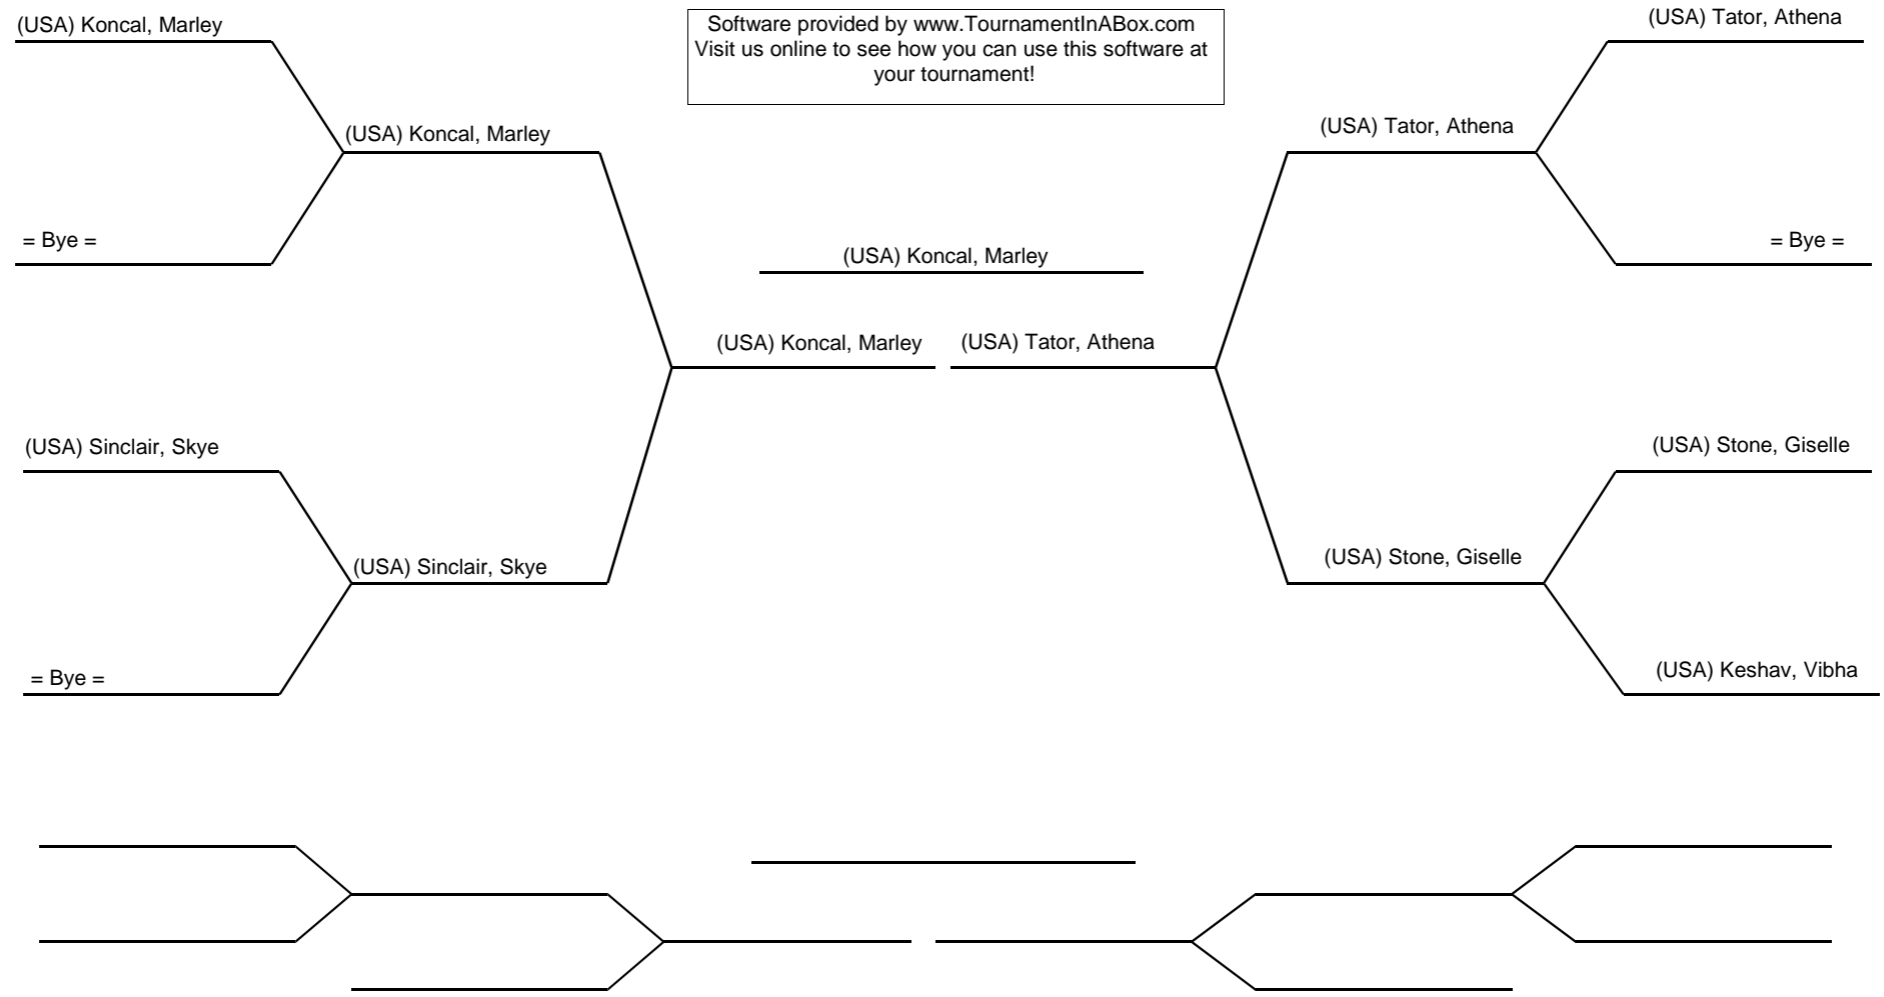 (USA) Koncal, Marley
Software provided by www.TournamentInABox.com
Visit us online to see how you can use this software at
your tournament!
(USA) Tator, Athena
(USA) Koncal, Marley
(USA) Tator, Athena
= Bye =
(USA) Koncal, Marley
= Bye =
(USA) Koncal, Marley
(USA) Tator, Athena
(USA) Sinclair, Skye
(USA) Stone, Giselle
(USA) Sinclair, Skye
(USA) Stone, Giselle
= Bye =
(USA) Keshav, Vibha